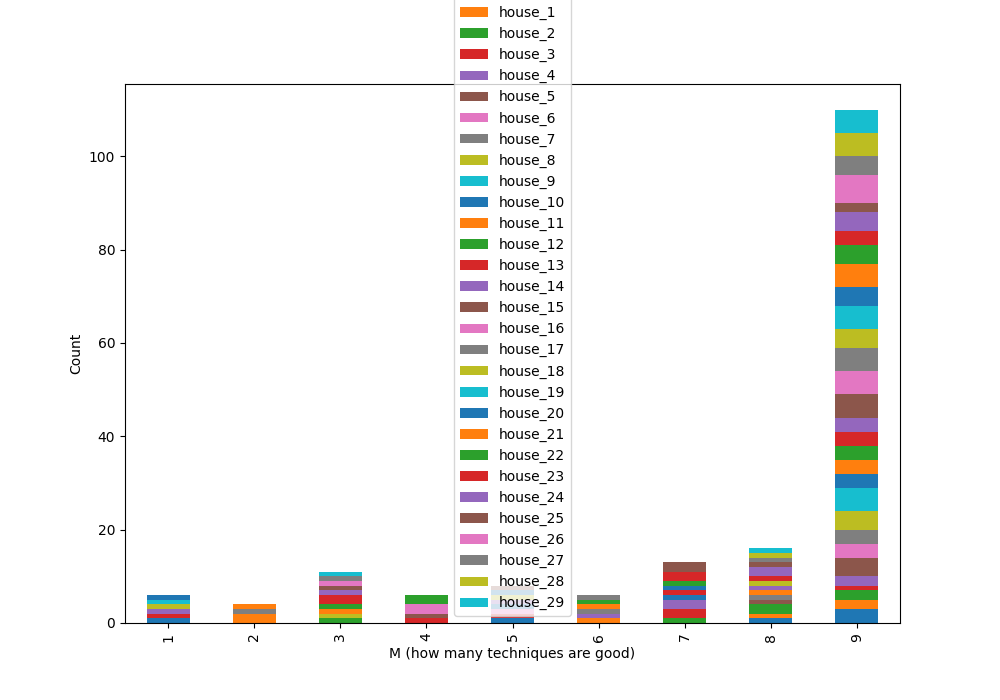 house_1
house_2
house_3
house_4
house_5
house_6
house_7
house_8
house_9
house_10
house_11
house_12
house_13
house_14
house_15
house_16
house_17
house_18
house_19
house_20
house_21
house_22
house_23
house_24
house_25
house_26
house_27
house_28
house_29
100
80
60
40
20
0
Count
1 2 3 4 5 6 7 8 9
M (how many techniques are good)